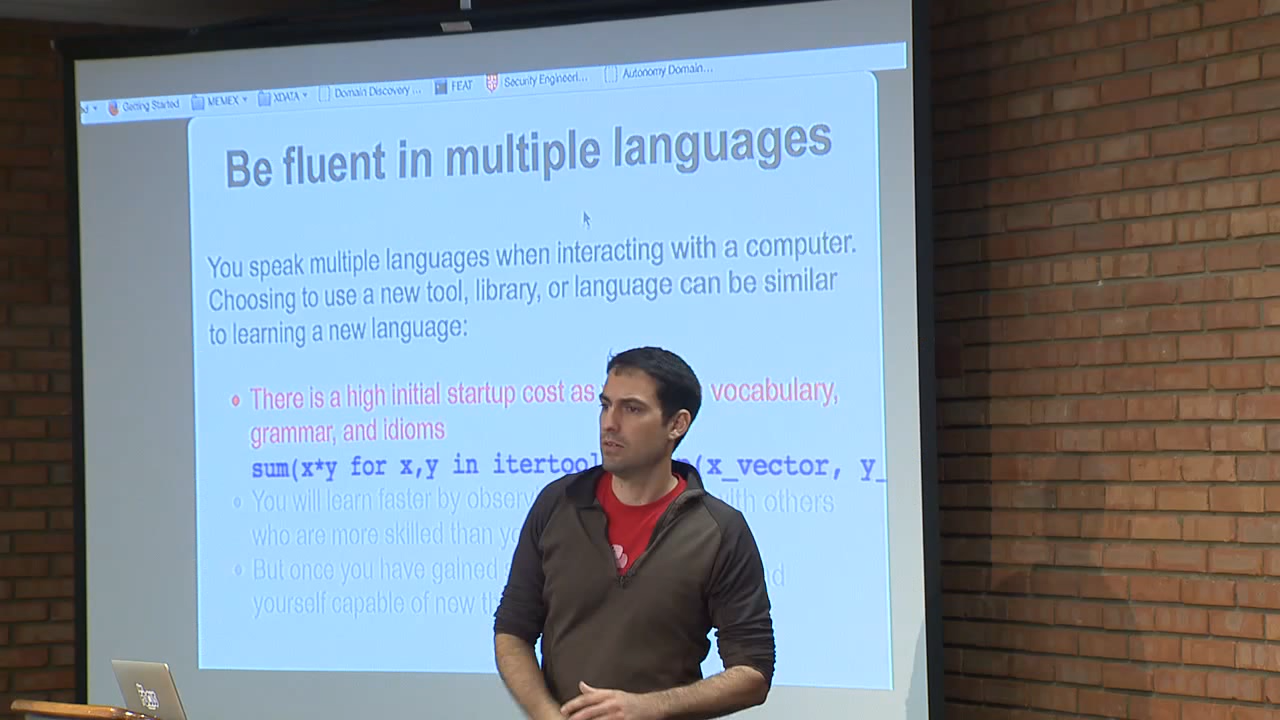 Getting Started MEMEX XDATA Domain Discovery ... FEAT Security Engineeri... Autonomy Domain...
Be fluent in multiple languages
You speak multiple languages when interacting with a computer.
Choosing to use a new tool, library, or language can be similar
to learning a new language:
• There is a high initial startup cost as vocabulary,
grammar, and idioms
sum(x*y for x,y in itertool (x_vector, y_
• You will learn faster by observ with others
who are more skilled than yo
• But once you have gained
yourself capable of new th